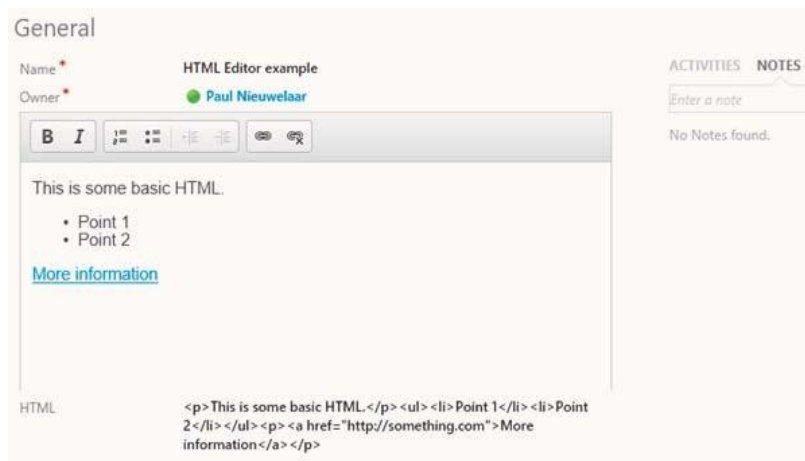 General
Name* HTML Editor example
Owner* Paul Nieuwelaar
ACTIVITIES NOTES
Enter a note
No Notes found.
B I
This is some basic HTML.
• Point 1
• Point 2
More information
HTML <p>This is some basic HTML.</p><ul><li>Point 1</li><li>Point
2</li></ul><p><a href="http://something.com">More
information</a></p>